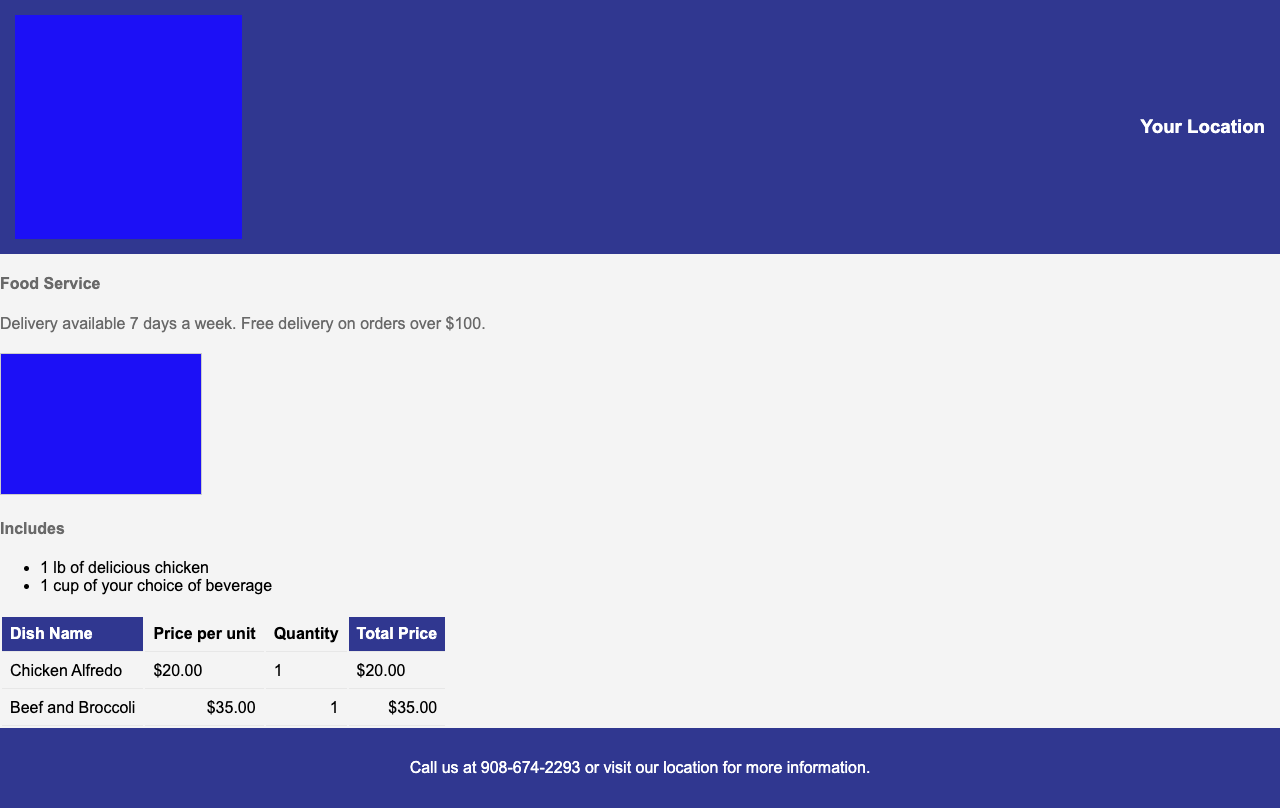 Your Location
Food Service
Delivery available 7 days a week. Free delivery on orders over $100.
Includes
• 1 lb of delicious chicken
• 1 cup of your choice of beverage
Dish Name Price per unit Quantity Total Price
Chicken Alfredo $20.00 1 $20.00
Beef and Broccoli $35.00 1 $35.00
Call us at 908-674-2293 or visit our location for more information.